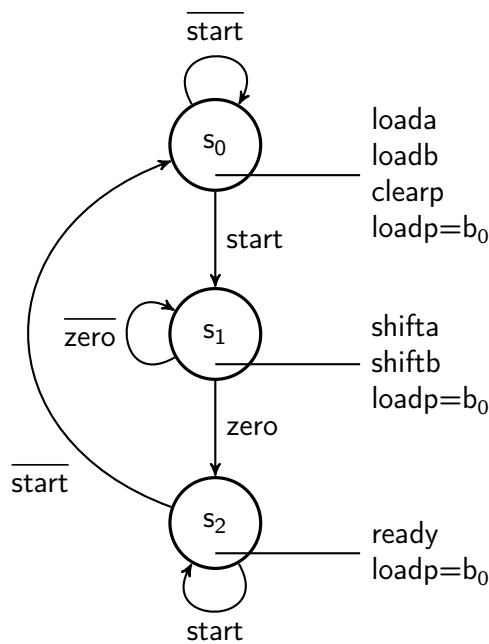 start
s₀
loada
loadb
clearp
loadp=b₀
start
zero
s₁
shifta
shiftb
loadp=b₀
zero
start
s₂
ready
loadp=b₀
start